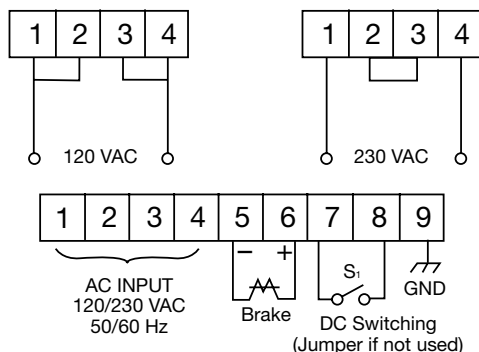 1 2 3 4
120 VAC
1 2 3 4
230 VAC
1 2 3 4 5 6 7 8 9
− +
S1
GND
AC INPUT
120/230 VAC
50/60 Hz
Brake
DC Switching
(Jumper if not used)